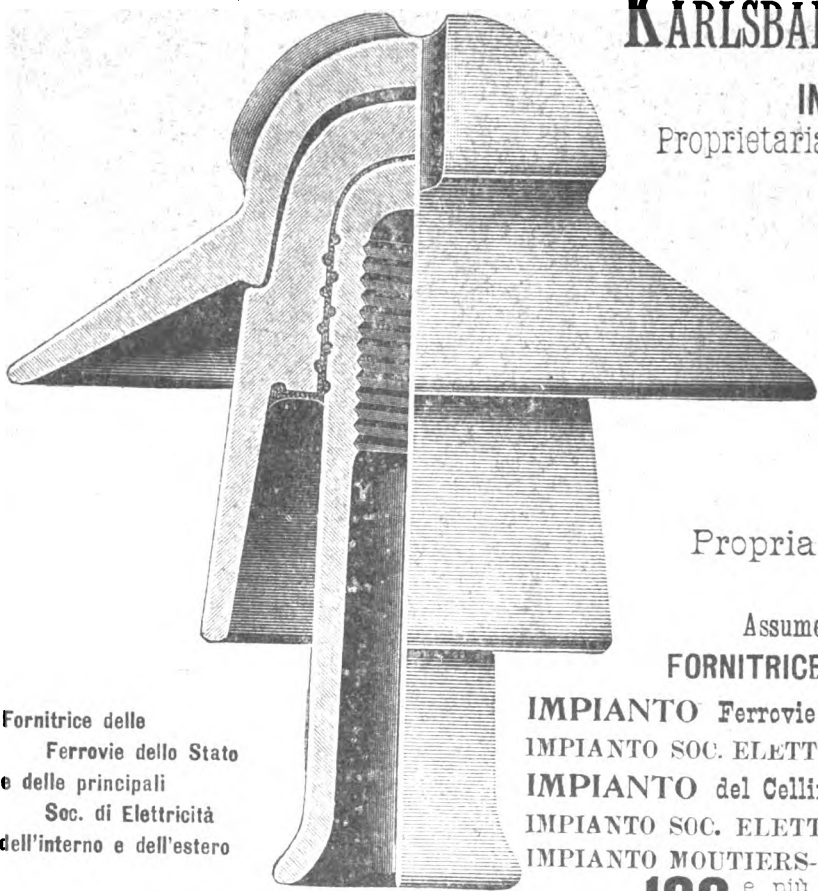 KARLSBA
IN
Proprietaria
Propria
Assume
FORNITRICE
IMPIANTO Ferrovie
IMPIANTO SOC. ELETT
IMPIANTO del Celli
IMPIANTO SOC. ELETT
IMPIANTO MOUTIERS-
e più
Fornitrice delle
Ferrovie dello Stato
e delle principali
Soc. di Elettricità
dell'interno e dell'estero